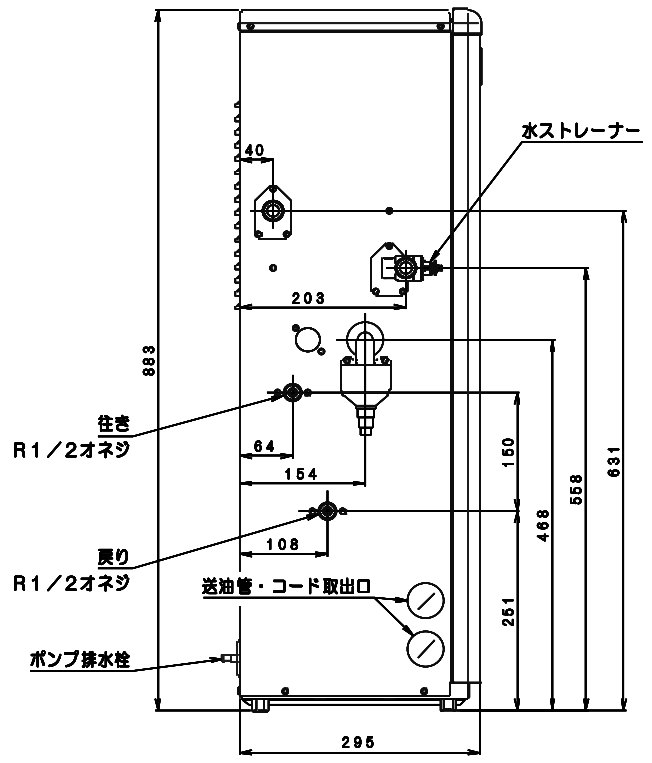 水ストレーナー
40
203
883
往き
R1/2オネジ
64
150
631
154
558
468
戻り
R1/2オネジ
108
送油管・コード取出口
251
ポンプ排水栓
295